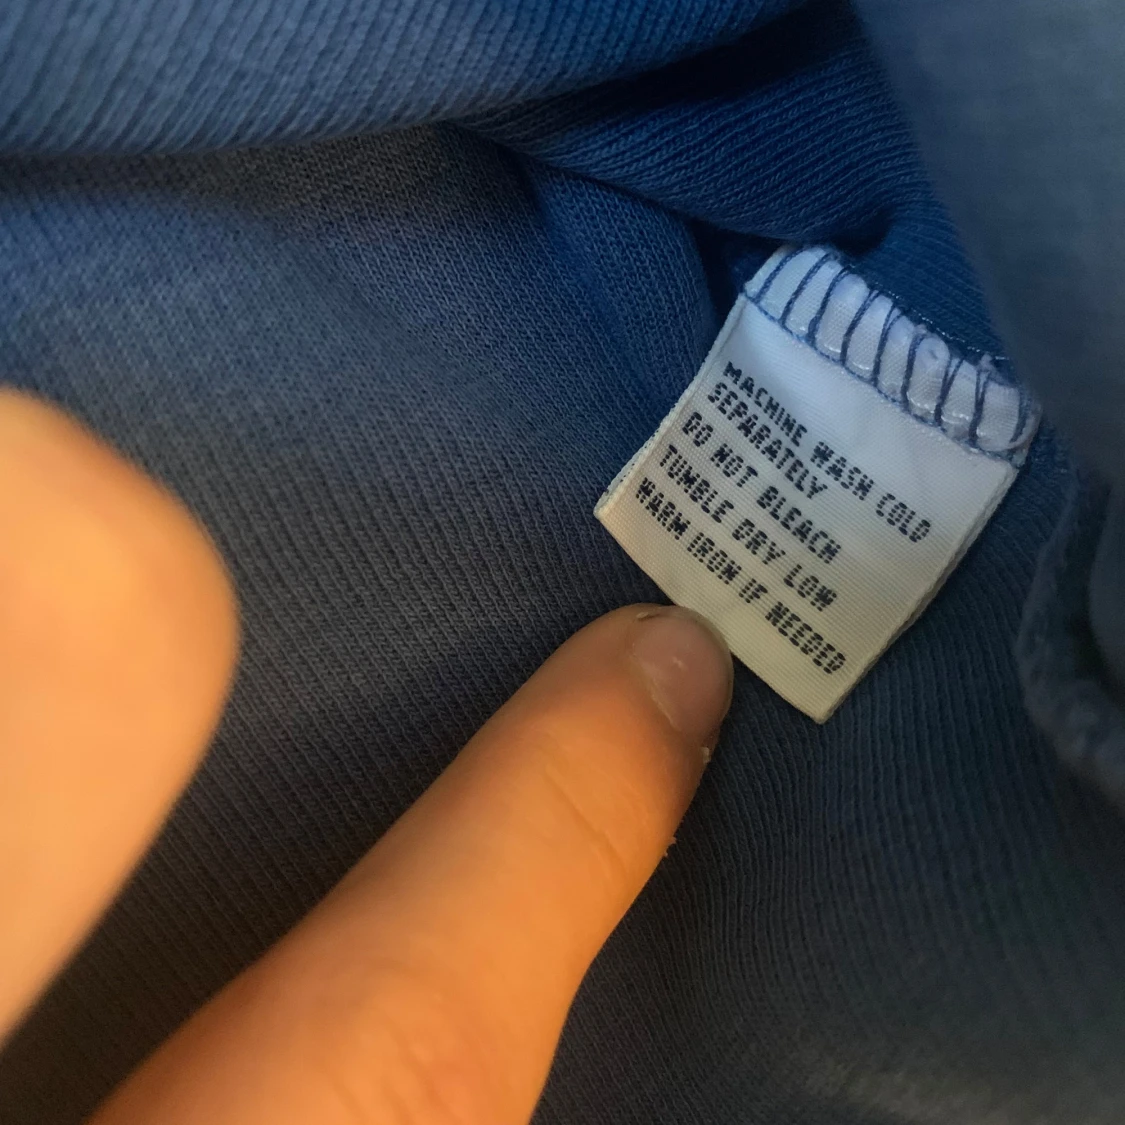 MACHINE WASH COLD
SEPARATELY
DO NOT BLEACH
TUMBLE DRY LOW
WARM IRON IF NEEDED